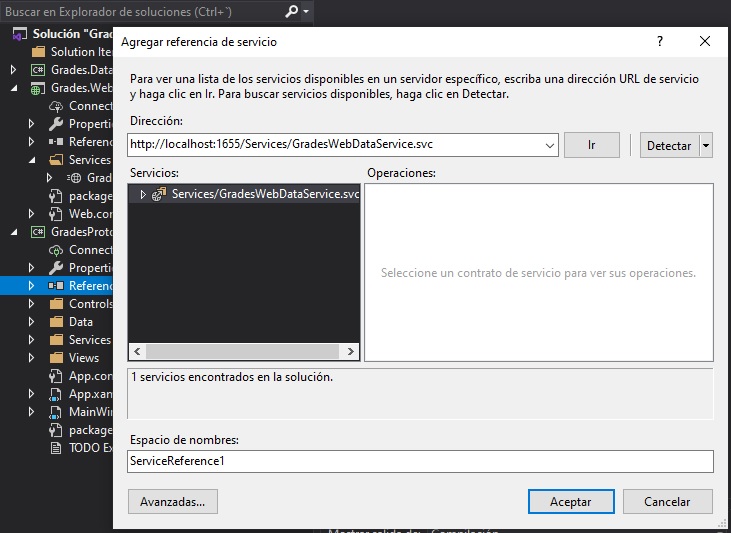 Buscar en Explorador de soluciones (Ctrl+¨)
Solución "Grad
Solution Iten
Grades.Data
Grades.Web
Connect
Propertie
Referenc
Services
Grad
package
Web.con
GradesProto
Connect
Propertie
Referenc
Controls
Data
Services
Views
App.con
App.xan
MainWin
package
TODO Ex
Agregar referencia de servicio
?
Para ver una lista de los servicios disponibles en un servidor específico, escriba una dirección URL de servicio
y haga clic en Ir. Para buscar servicios disponibles, haga clic en Detectar.
Dirección:
http://localhost:1655/Services/GradesWebDataService.svc
Ir
Detectar
Servicios:
Operaciones:
Services/GradesWebDataService.svc
Seleccione un contrato de servicio para ver sus operaciones.
1 servicios encontrados en la solución.
Espacio de nombres:
ServiceReference1
Avanzadas...
Aceptar
Cancelar